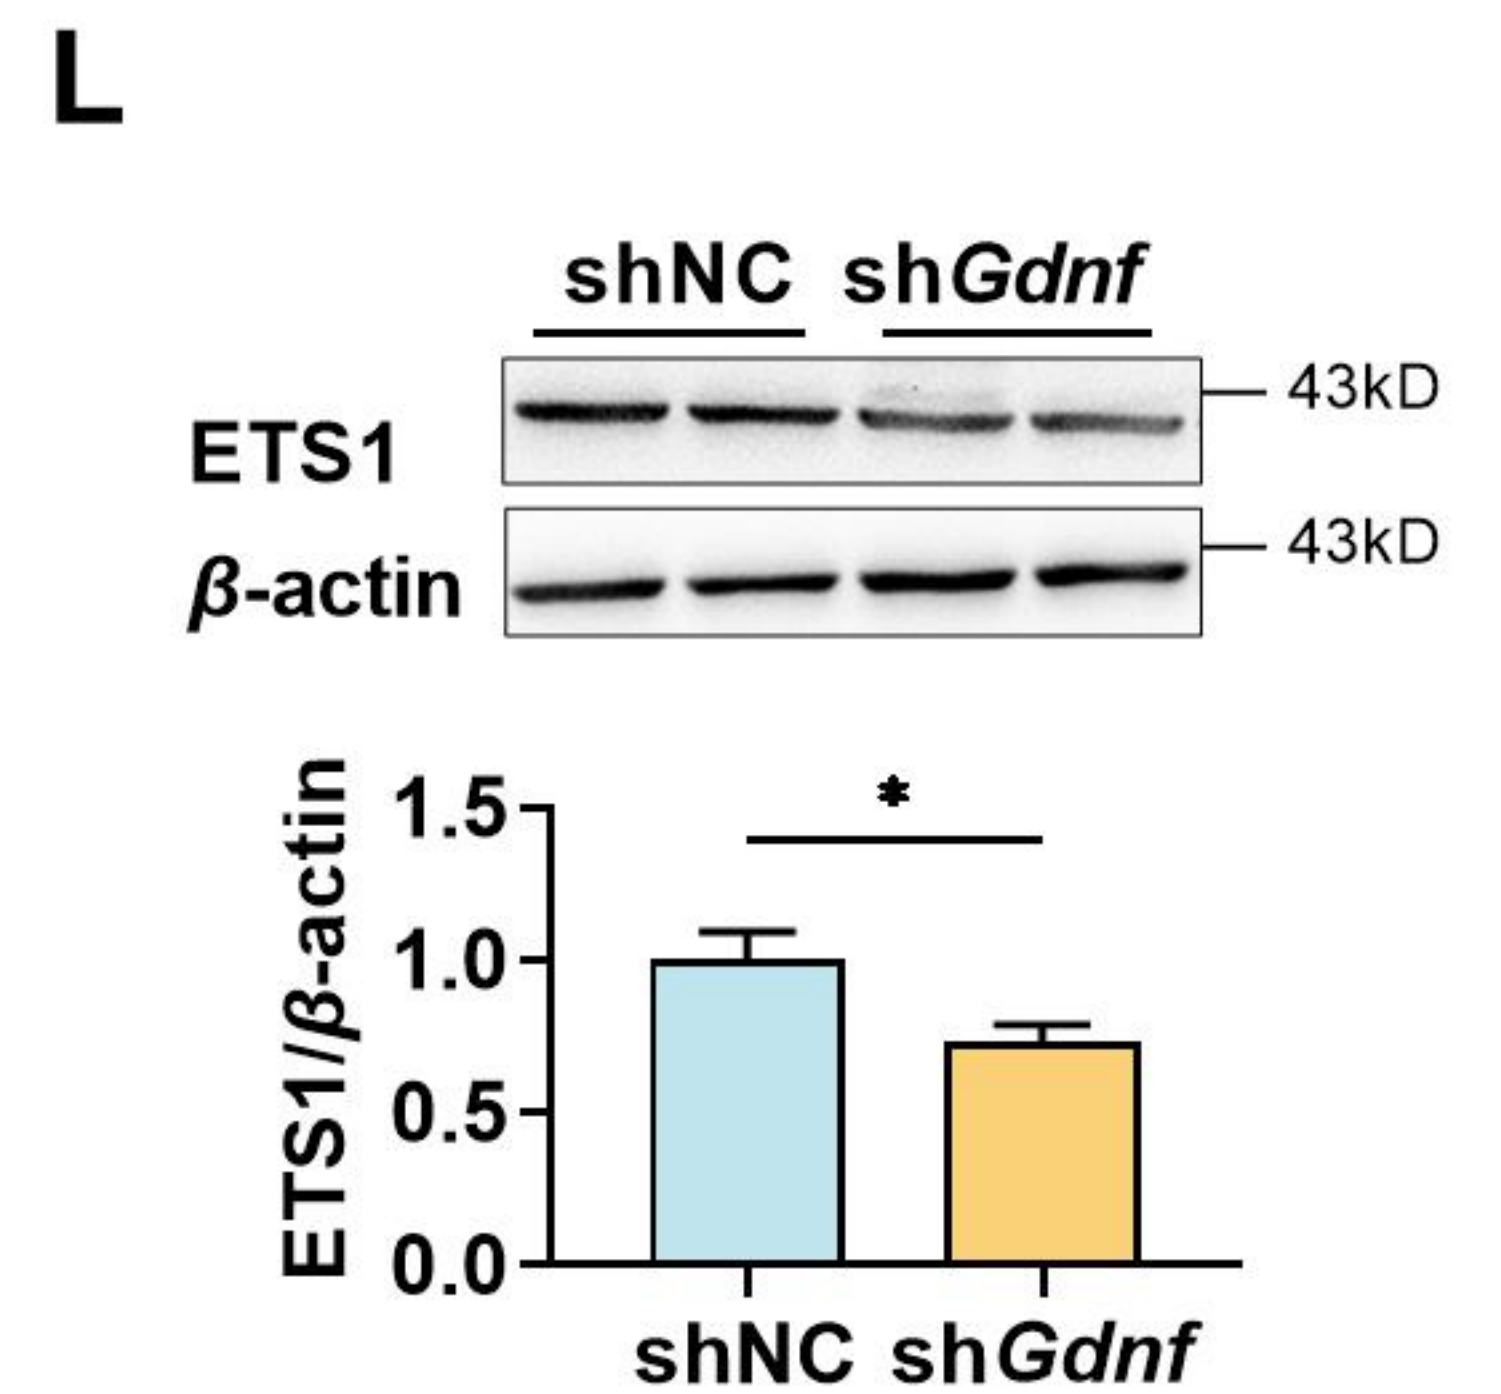 L
shNC shGdnf
ETS1
43kD
β-actin
43kD
ETS1/β-actin
1.5
1.0
0.5
0.0
*
shNC shGdnf